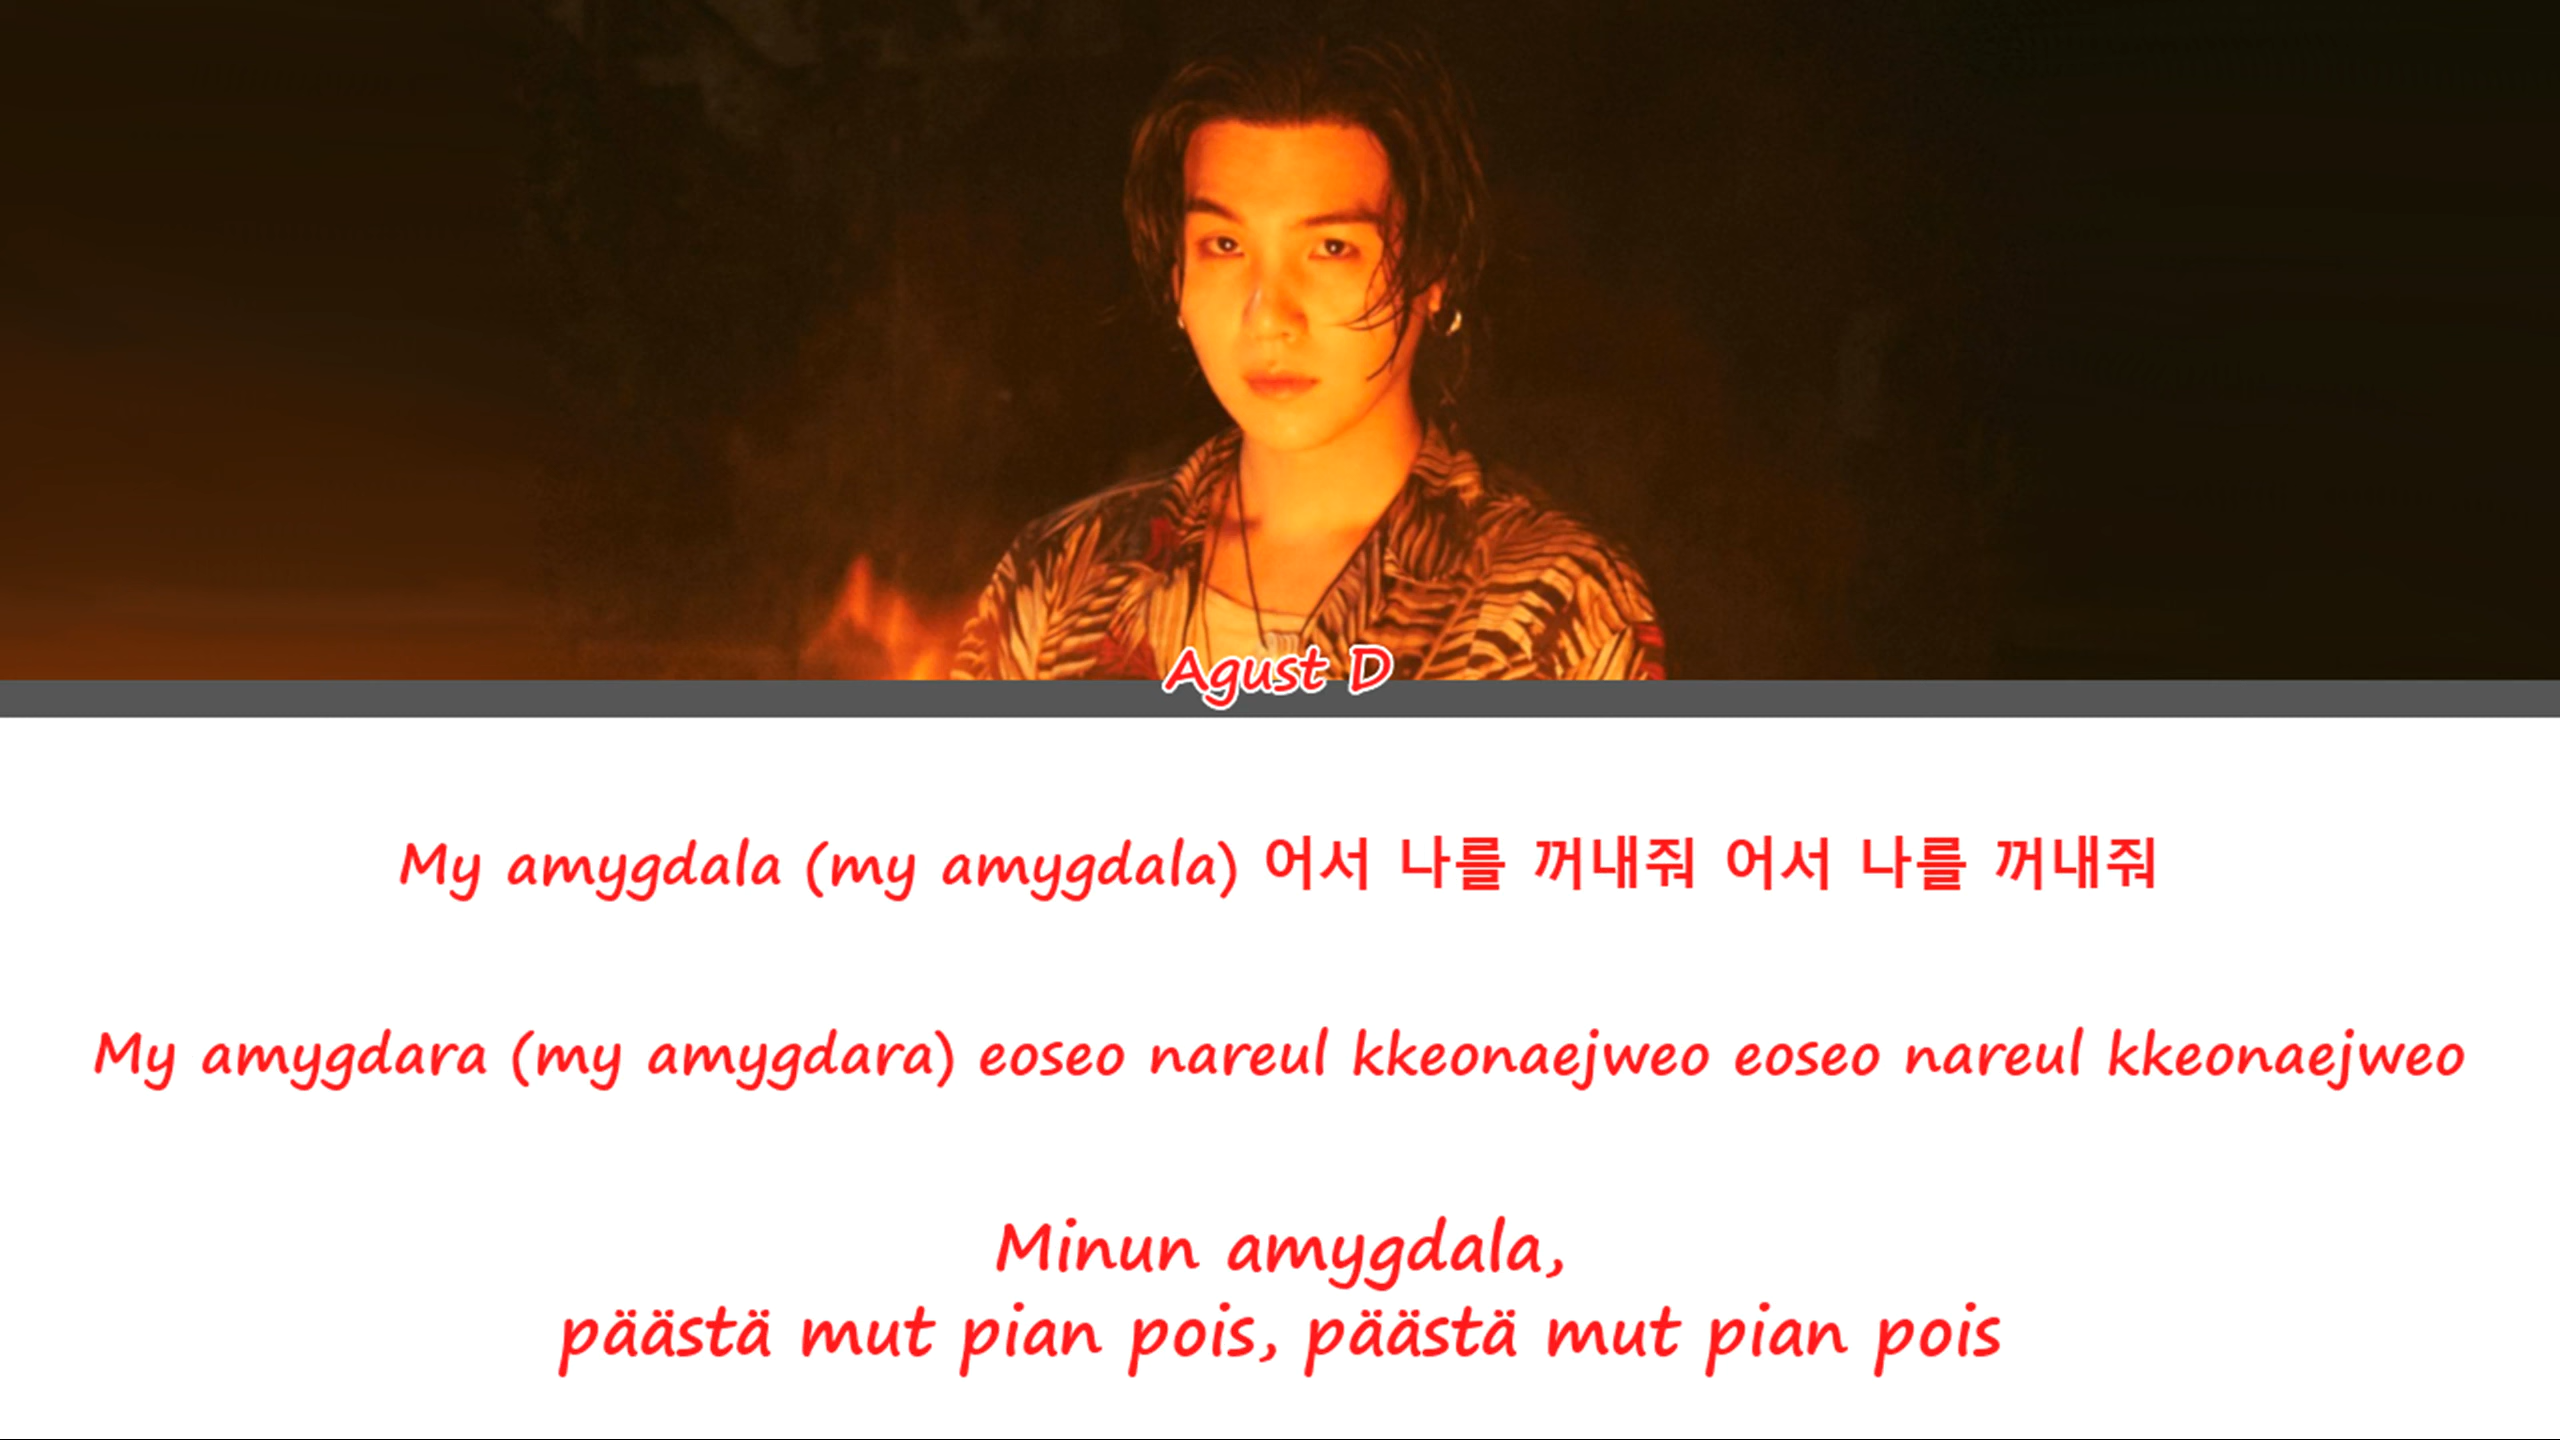 Agust D
My amygdala (my amygdala) 어서 나를 꺼내줘 어서 나를 꺼내줘
My amygdara (my amygdara) eoseo nareul kkeonaejweo eoseo nareul kkeonaejweo
Minun amygdala,
päästä mut pian pois, päästä mut pian pois